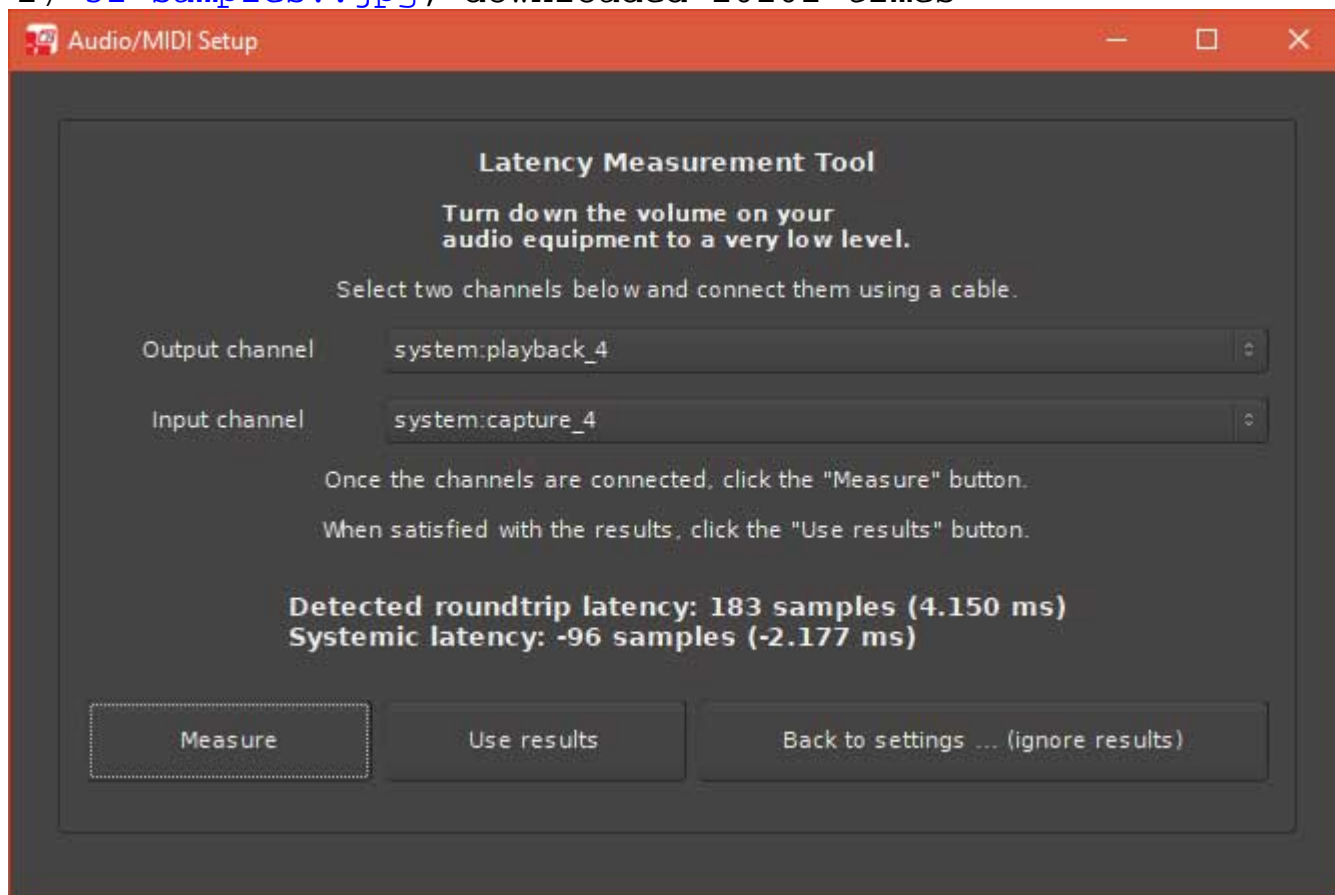 Audio/MIDI Setup
Latency Measurement Tool
Turn down the volume on your
audio equipment to a very low level.
Select two channels below and connect them using a cable.
Output channel system:playback_4
Input channel system:capture_4
Once the channels are connected, click the "Measure" button.
When satisfied with the results, click the "Use results" button.
Detected roundtrip latency: 183 samples (4.150 ms)
Systemic latency: -96 samples (-2.177 ms)
Measure Use results Back to settings ... (ignore results)